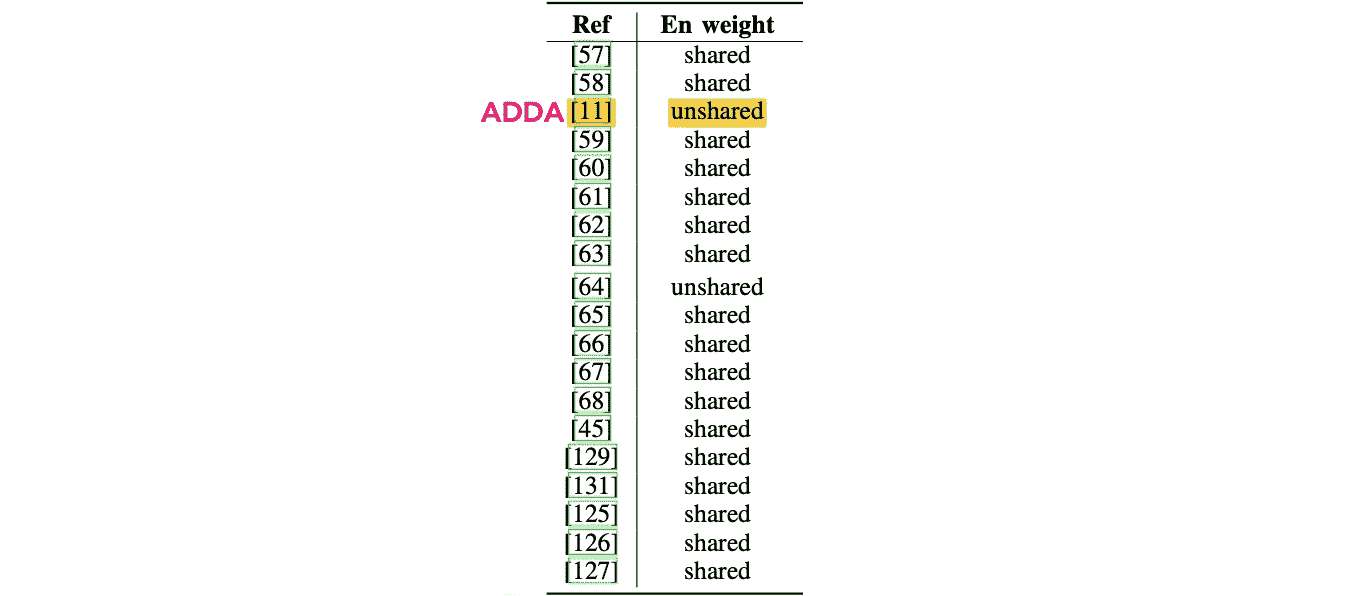 Ref En weight
[57] shared
[58] shared
ADDA [11] unshared
[59] shared
[60] shared
[61] shared
[62] shared
[63] shared
[64] unshared
[65] shared
[66] shared
[67] shared
[68] shared
[45] shared
[129] shared
[131] shared
[125] shared
[126] shared
[127] shared